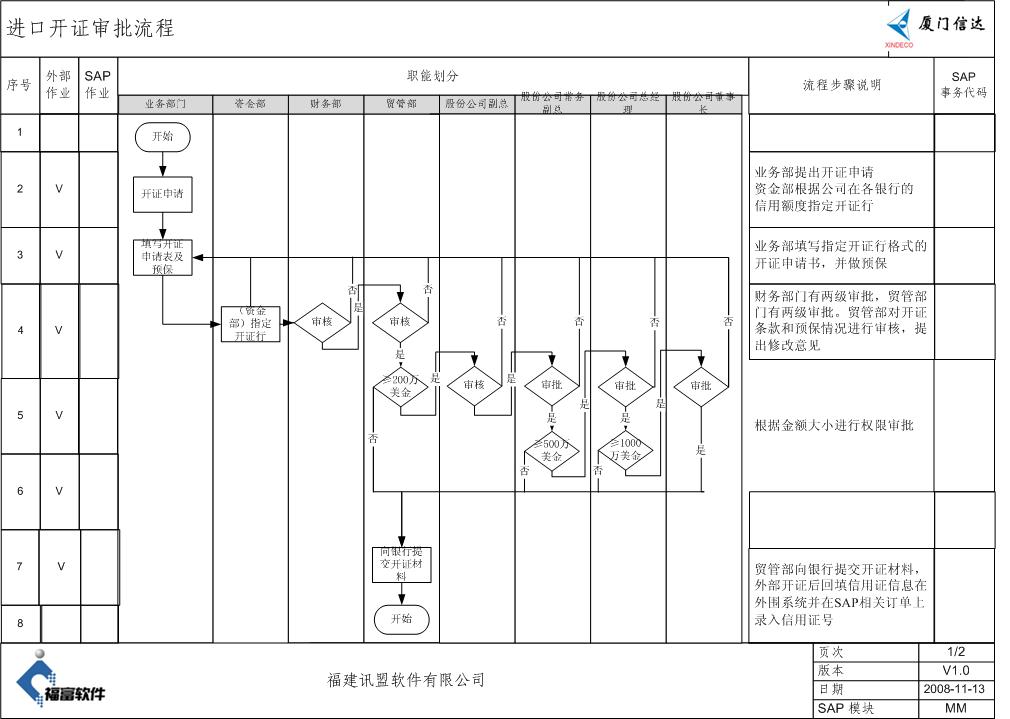 进口开证审批流程
厦门信达
XINDECO
序号
外部
作业
SAP
作业
职能划分
流程步骤说明
SAP
事务代码
业务部门
资金部
财务部
贸管部
股份公司副总
股份公司常务
副总
股份公司总经
理
股份公司董事
长
1
开始
2
V
开证申请
业务部提出开证申请
资金部根据公司在各银行的
信用额度指定开证行
3
V
填写开证
申请表及
预保
业务部填写指定开证行格式的
开证申请书，并做预保
4
V
（资金
部）指定
开证行
审核
否
是
审核
否
是
否
否
否
否
财务部门有两级审批，贸管部
门有两级审批。贸管部对开证
条款和预保情况进行审核，提
出修改意见
5
V
≥200万
美金
是
否
审核
是
审批
是
是
审批
是
是
审批
是
≥500万
美金
否
≥1000
万美金
否
根据金额大小进行权限审批
6
V
7
V
向银行提
交开证材
料
贸管部向银行提交开证材料，
外部开证后回填信用证信息在
外围系统并在SAP相关订单上
录入信用证号
8
开始
福富软件
福建讯盟软件有限公司
页次
1/2
版本
V1.0
日期
2008-11-13
SAP 模块
MM